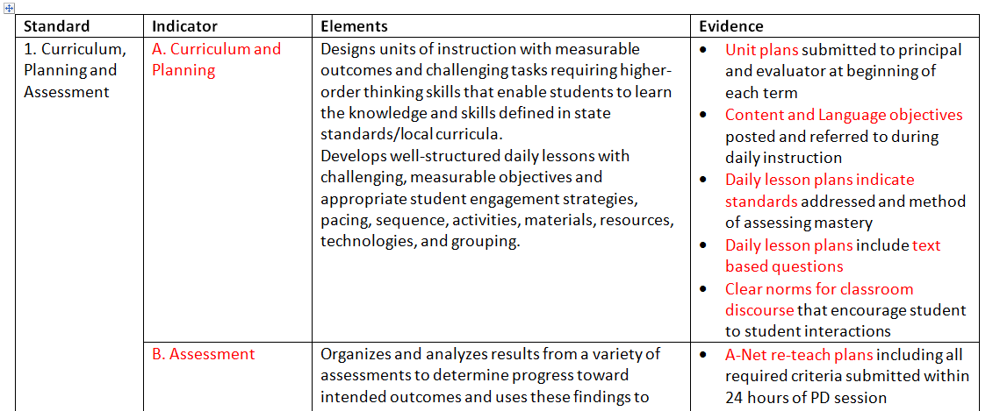 Standard
Indicator
Elements
Evidence
1. Curriculum,
Planning and
Assessment
A. Curriculum and
Planning
Designs units of instruction with measurable
outcomes and challenging tasks requiring higher-
order thinking skills that enable students to learn
the knowledge and skills defined in state
standards/local curricula.
Develops well-structured daily lessons with
challenging, measurable objectives and
appropriate student engagement strategies,
pacing, sequence, activities, materials, resources,
technologies, and grouping.
• Unit plans submitted to principal
and evaluator at beginning of
each term
• Content and Language objectives
posted and referred to during
daily instruction
• Daily lesson plans indicate
standards addressed and method
of assessing mastery
• Daily lesson plans include text
based questions
• Clear norms for classroom
discourse that encourage student
to student interactions
B. Assessment
Organizes and analyzes results from a variety of
assessments to determine progress toward
intended outcomes and uses these findings to
• A-Net re-teach plans including all
required criteria submitted within
24 hours of PD session